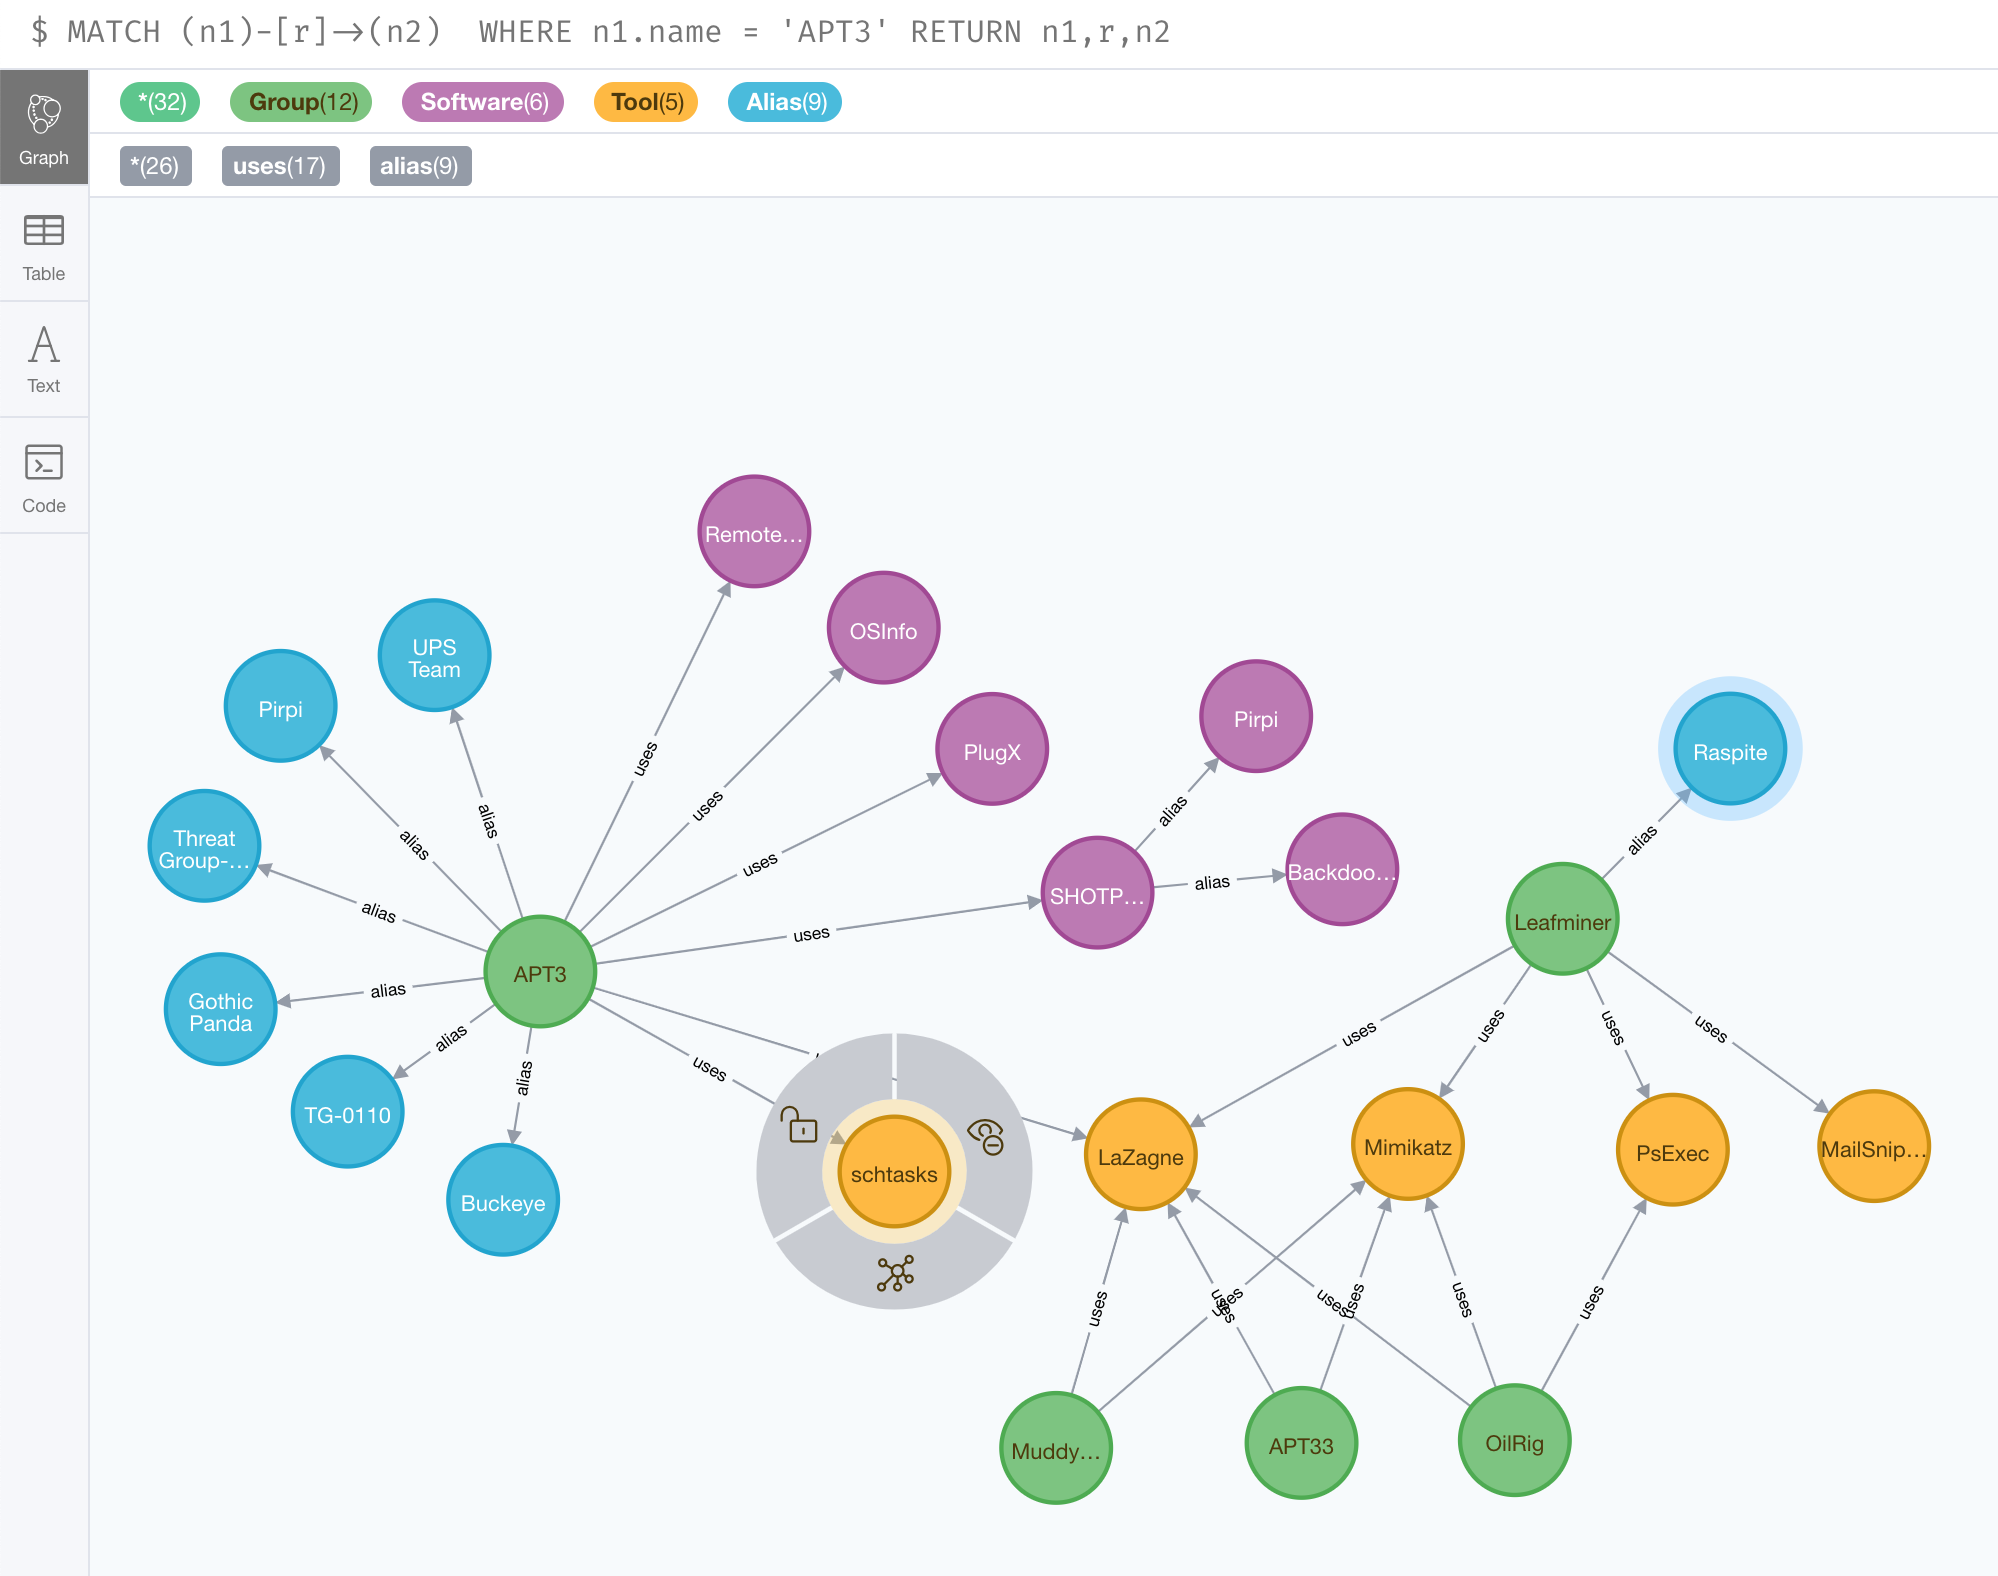 $ MATCH (n1)-[r]->(n2)  WHERE n1.name = 'APT3' RETURN n1,r,n2
*(32) Group(12) Software(6) Tool(5) Alias(9)
*(26) uses(17) alias(9)
Graph
Table
Text
Code
Remote...
OSInfo
UPS
Team
Pirpi
PlugX
Pirpi
Raspite
Threat
Group-...
SHOTP...
Backdoo...
Leafminer
APT3
Gothic
Panda
TG-0110
Buckeye
schtasks
LaZagne
Mimikatz
PsExec
MailSnip...
Muddy...
APT33
OilRig
alias
alias
alias
alias
alias
alias
uses
uses
uses
uses
uses
alias
alias
alias
uses
uses
uses
uses
uses
uses
uses
uses
uses
uses
uses